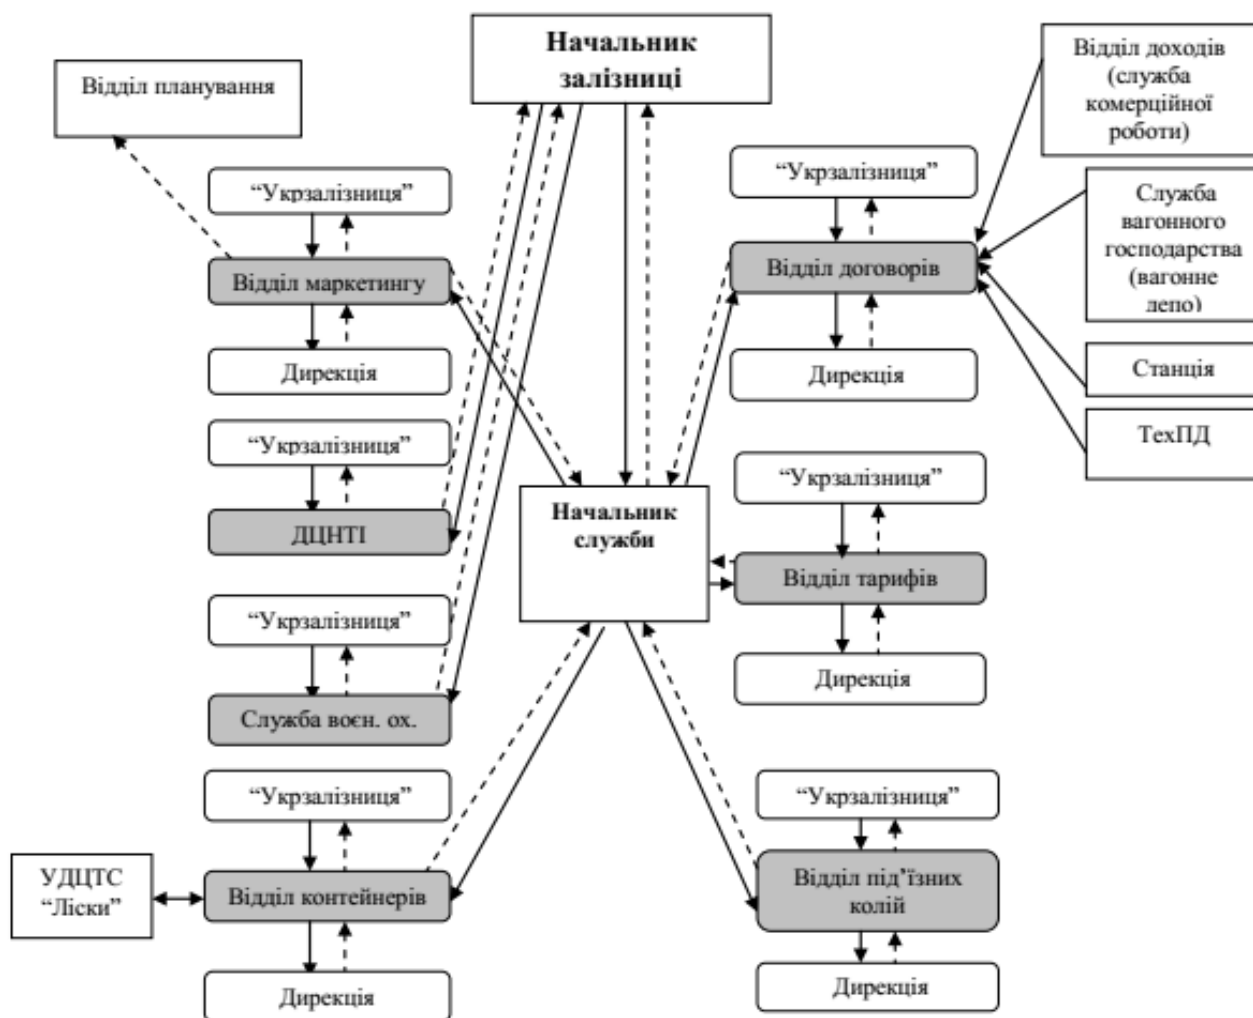 Начальник
залізниці
Відділ планування
Відділ доходів
(служба
комерційної
роботи)
“Укрзалізниця”
“Укрзалізниця”
Служба
вагонного
господарства
(вагонне
депо)
Відділ маркетингу
Відділ договорів
Дирекція
Дирекція
Станція
ТехПД
“Укрзалізниця”
“Укрзалізниця”
Начальник
служби
ДЦНТІ
Відділ тарифів
“Укрзалізниця”
Дирекція
Служба воєн. ох.
“Укрзалізниця”
“Укрзалізниця”
УДЦТС
“Ліски”
Відділ контейнерів
Відділ під’їзних
колій
Дирекція
Дирекція